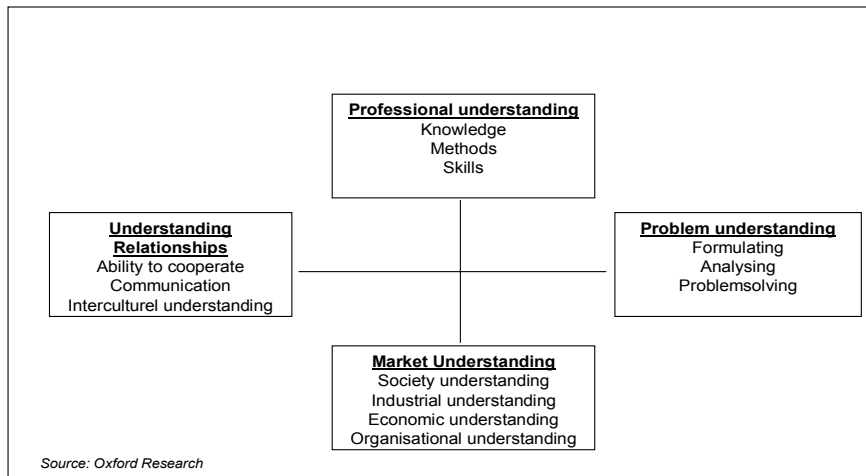 Professional understanding
Knowledge
Methods
Skills
Understanding
Relationships
Ability to cooperate
Communication
Interculturel understanding
Problem understanding
Formulating
Analysing
Problemsolving
Market Understanding
Society understanding
Industrial understanding
Economic understanding
Organisational understanding
Source: Oxford Research